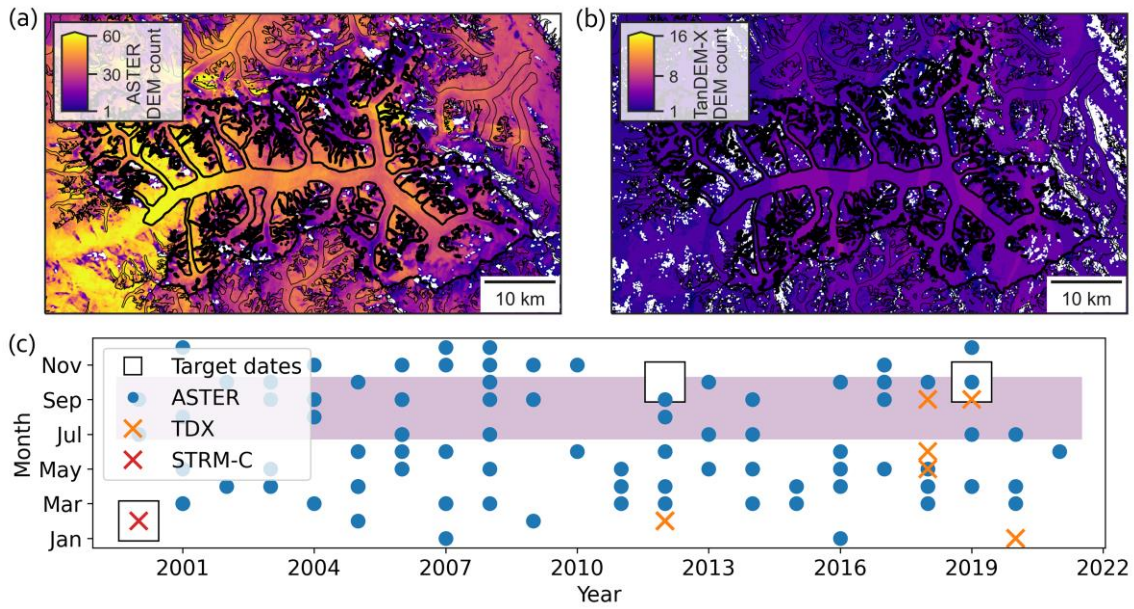 (a)
60
30
1
ASTER
DEM count
10 km
(b)
16
8
1
TanDEM-X
DEM count
10 km
(c)
Month
Nov
Sep
Jul
May
Mar
Jan
Target dates
ASTER
TDX
STRM-C
2001 2004 2007 2010 2013 2016 2019 2022
Year